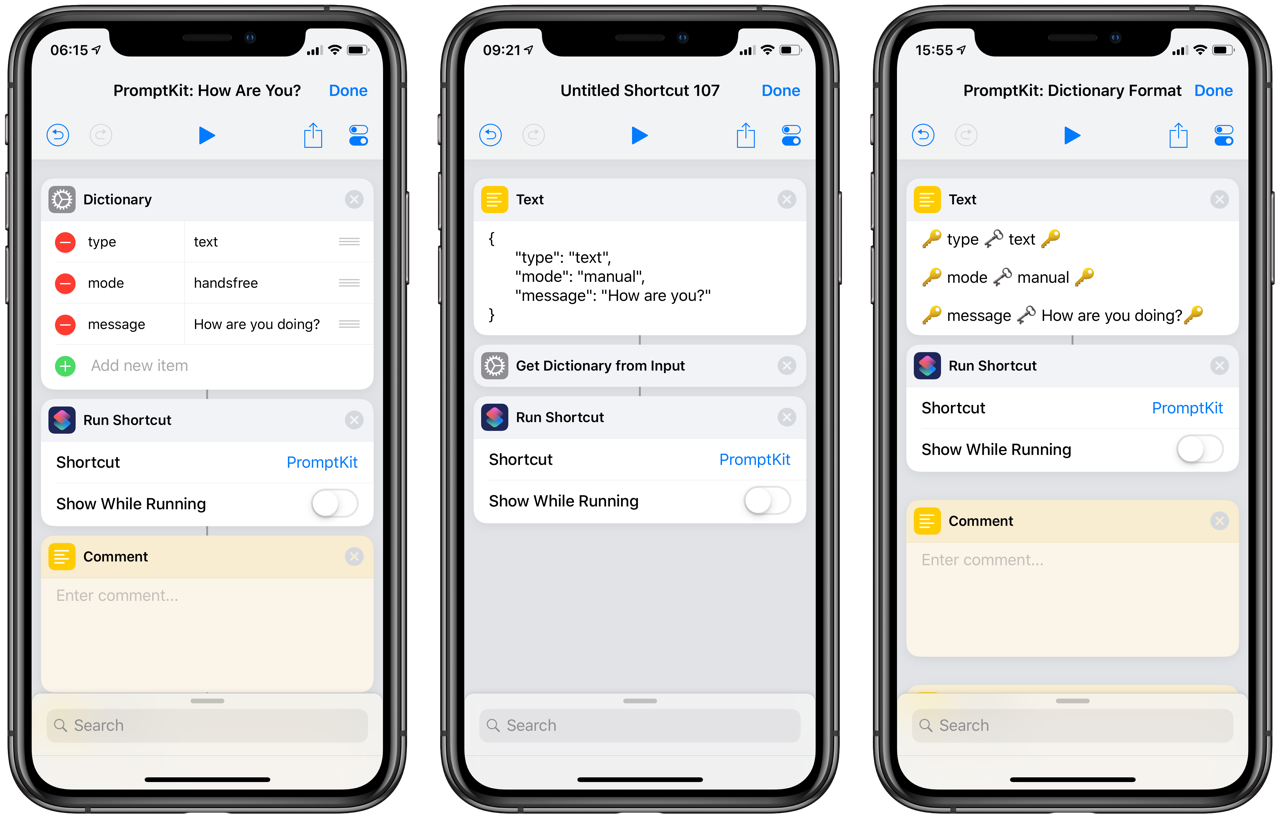 06:15
PromptKit: How Are You? Done
Dictionary
type text
mode handsfree
message How are you doing?
Add new item
Run Shortcut
Shortcut PromptKit
Show While Running
Comment
Enter comment...
Search
09:21
Untitled Shortcut 107 Done
Text
{
"type": "text",
"mode": "manual",
"message": "How are you?"
}
Get Dictionary from Input
Run Shortcut
Shortcut PromptKit
Show While Running
Search
15:55
PromptKit: Dictionary Format Done
Text
🔑 type 🗝 text 🔑
🔑 mode 🗝 manual 🔑
🔑 message 🗝 How are you doing?🔑
Run Shortcut
Shortcut PromptKit
Show While Running
Comment
Enter comment...
Search